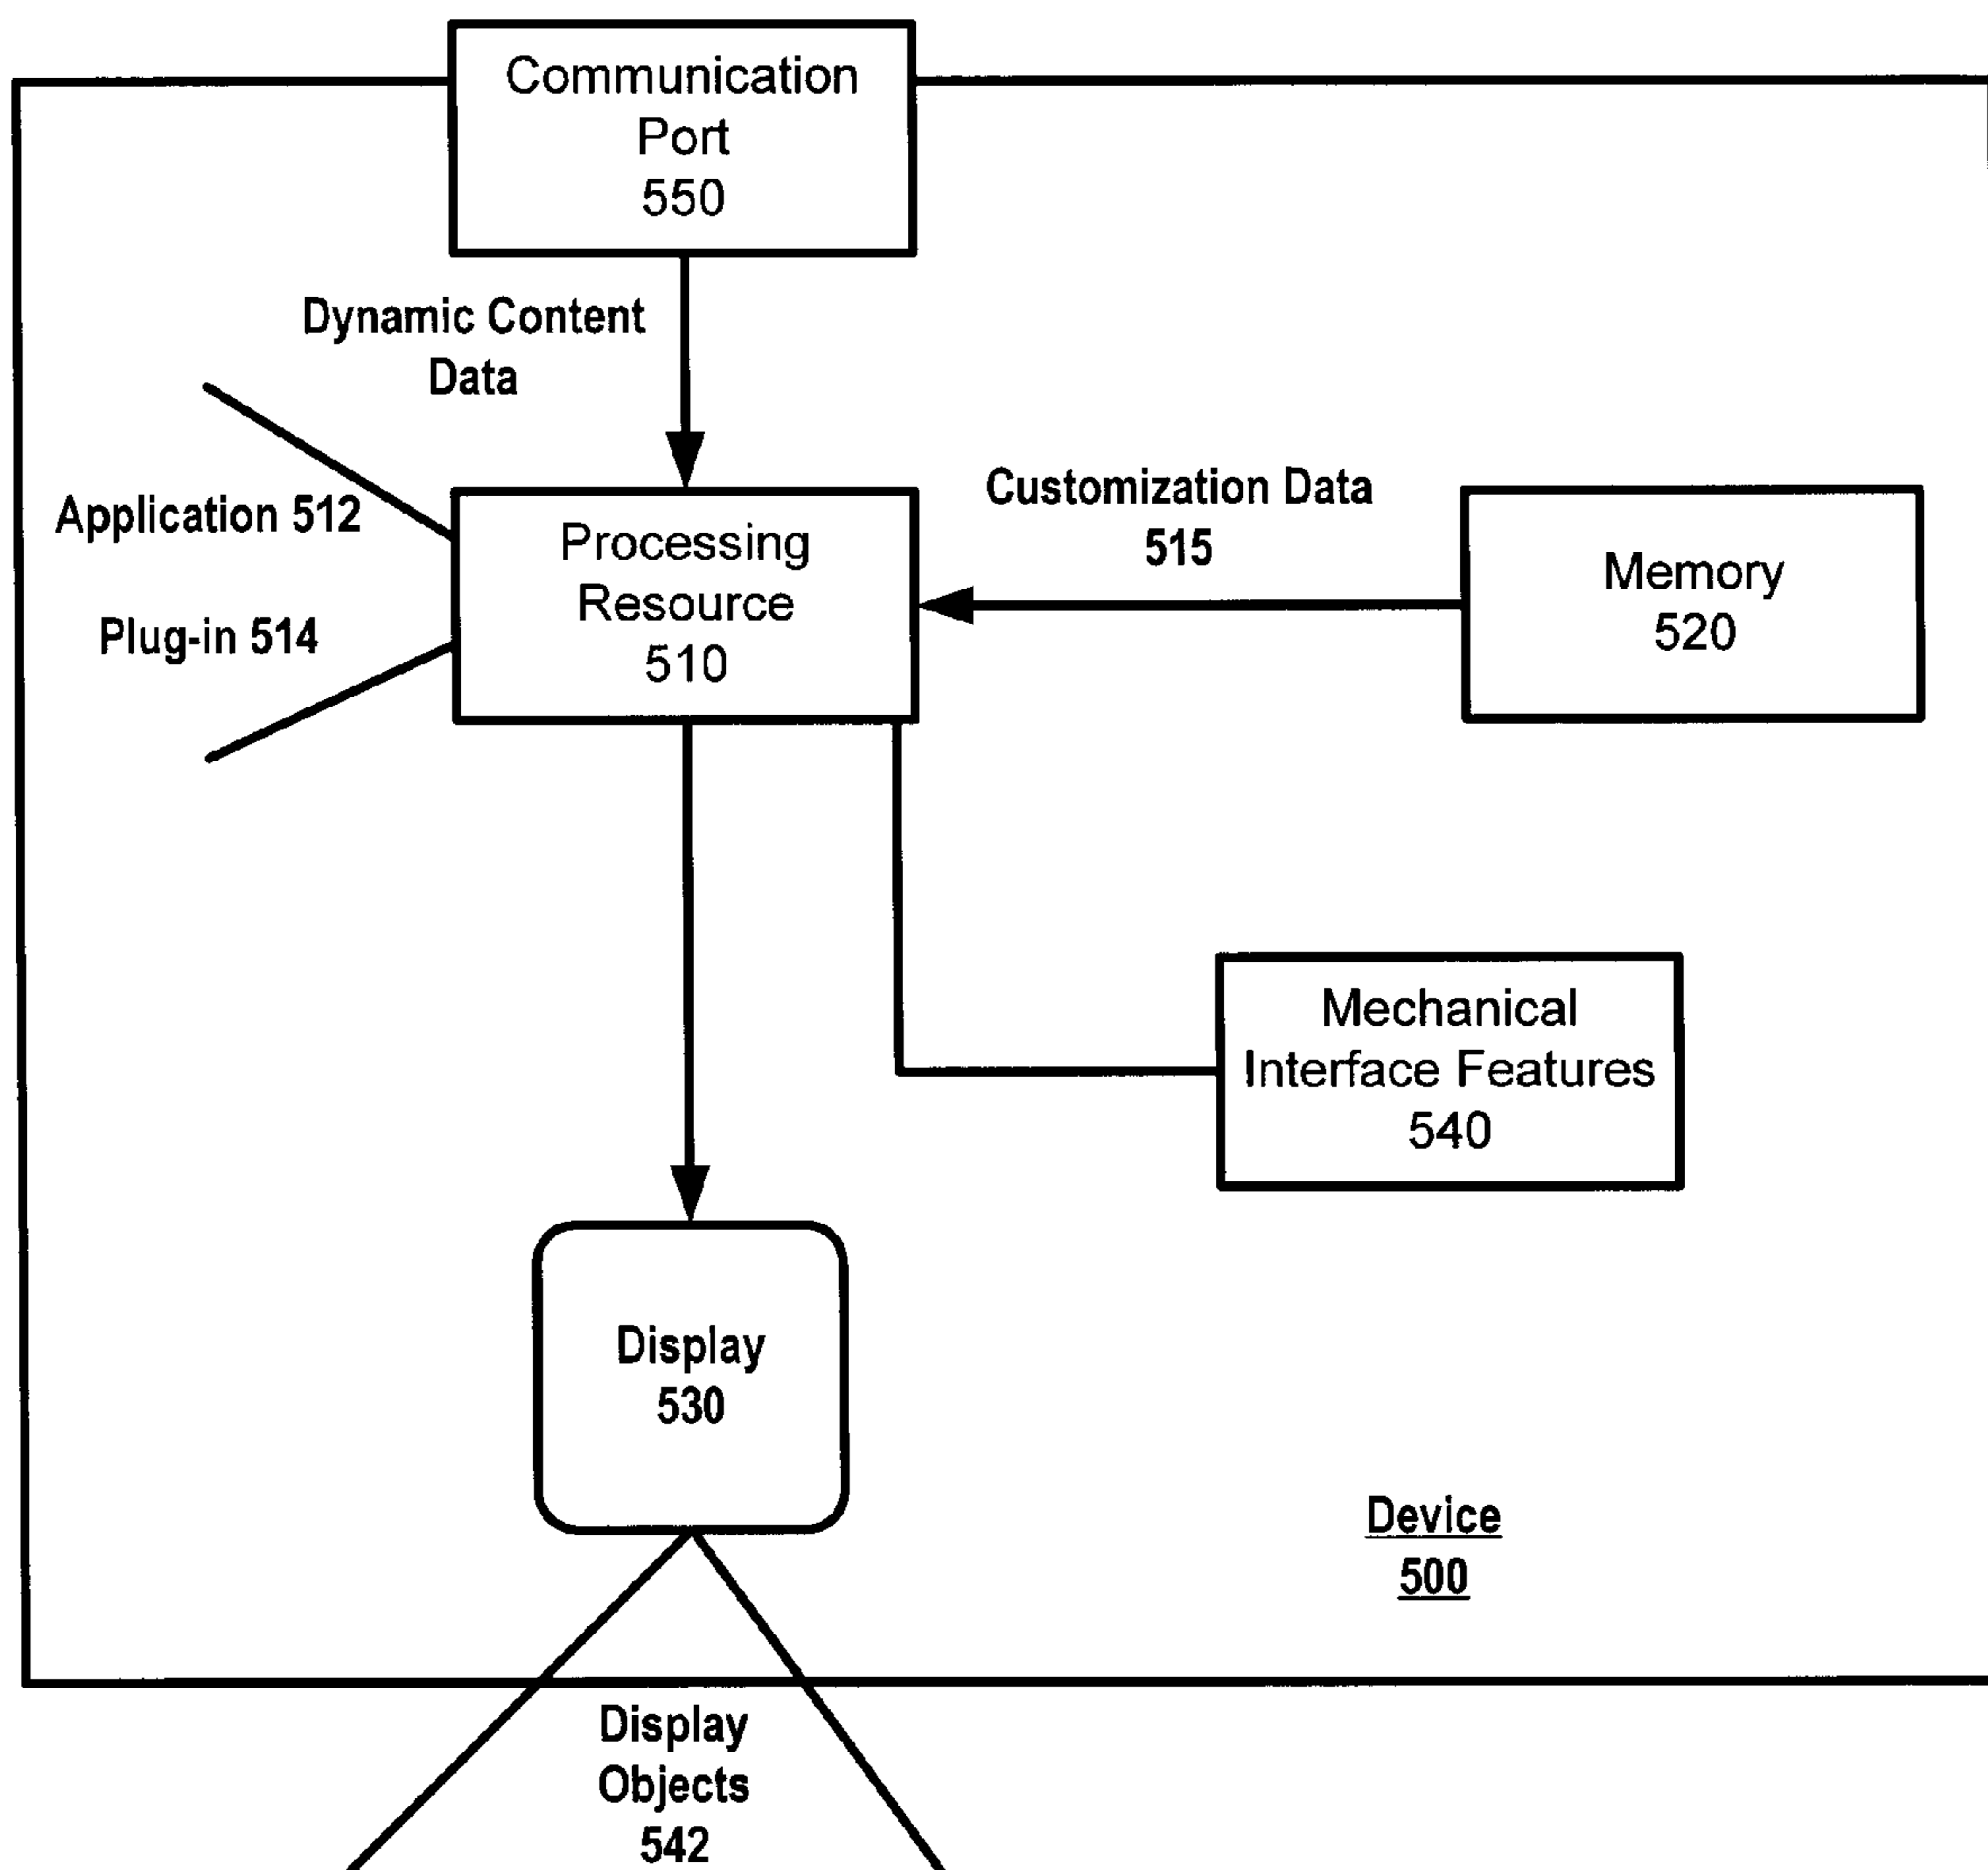 Communication
Port
550
Dynamic Content
Data
Application 512
Plug-in 514
Processing
Resource
510
Customization Data
515
Memory
520
Mechanical
Interface Features
540
Display
530
Device
500
Display
Objects
542